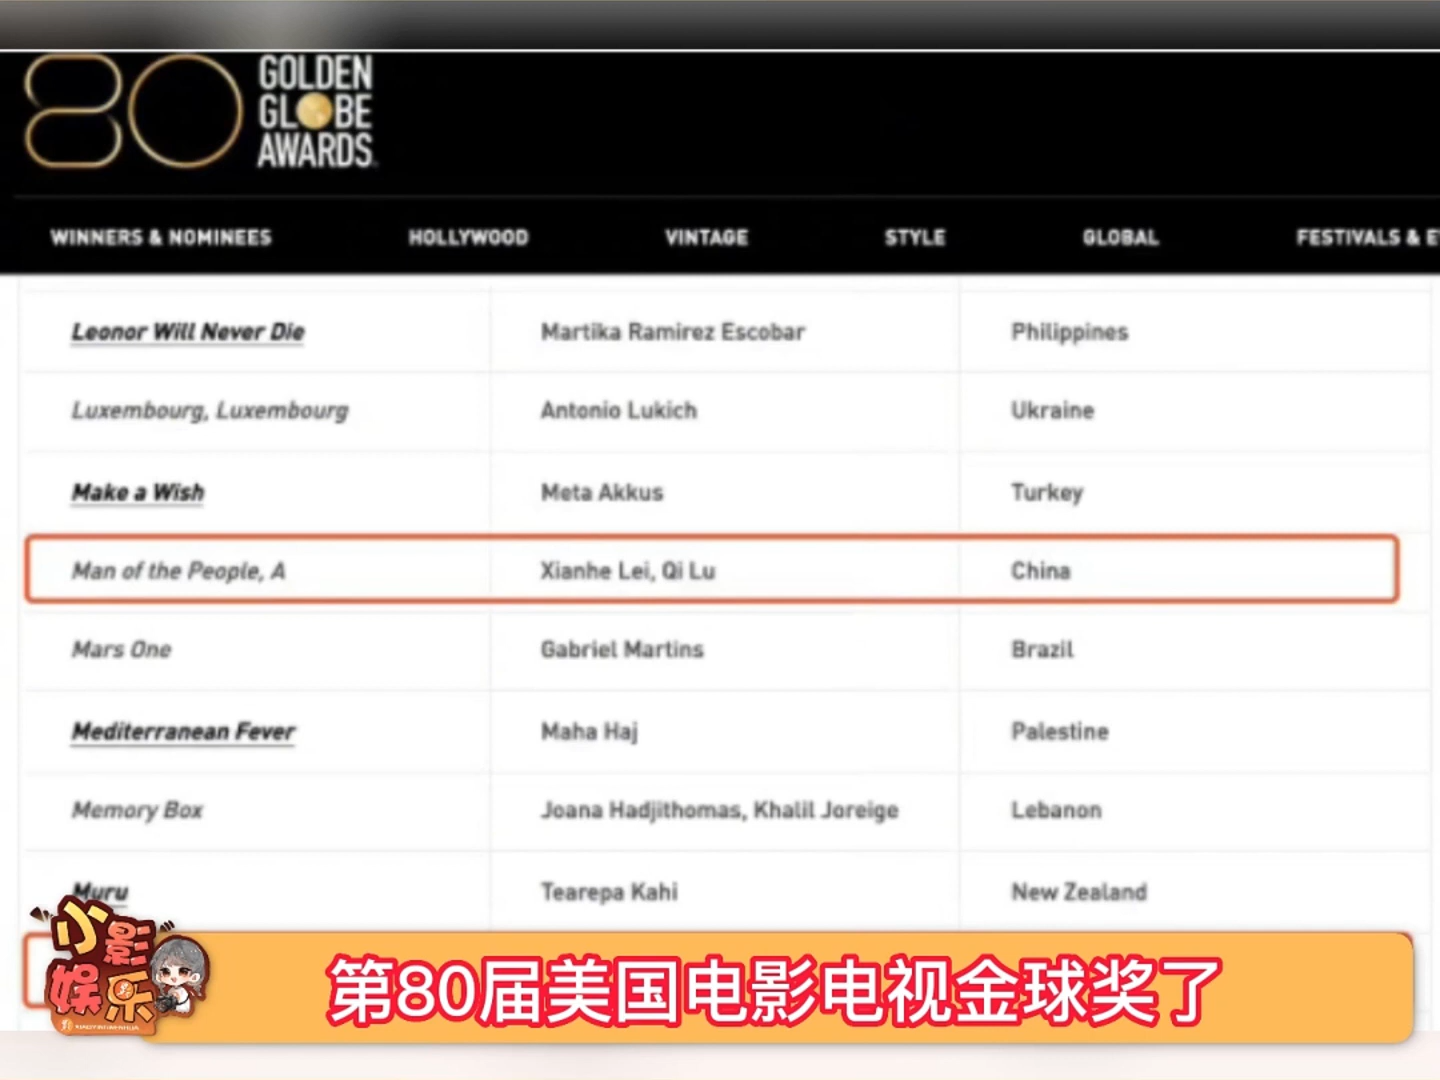 80
GOLDEN
GLOBE
AWARDS
WINNERS & NOMINEES HOLLYWOOD VINTAGE STYLE GLOBAL FESTIVALS & E
Leonor Will Never Die Martika Ramirez Escobar Philippines
Luxembourg, Luxembourg Antonio Lukich Ukraine
Make a Wish Meta Akkus Turkey
Man of the People, A Xianhe Lei, Qi Lu China
Mars One Gabriel Martins Brazil
Mediterranean Fever Maha Haj Palestine
Memory Box Joana Hadjithomas, Khalil Joreige Lebanon
Muru Tearepa Kahi New Zealand
小影
娱乐
第80届美国电影电视金球奖了